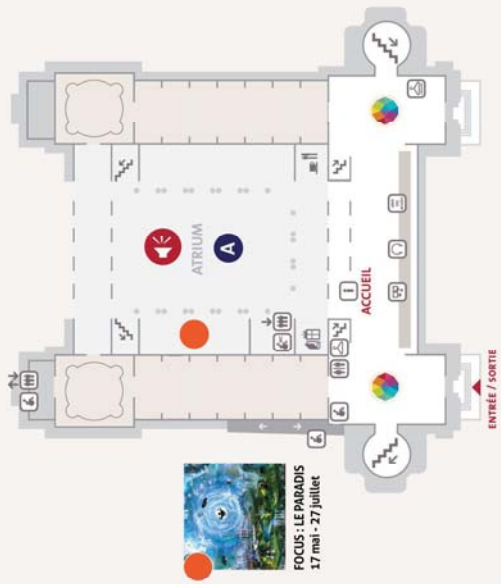 ATRIUM
A
ACCUEIL
i
ENTRÉE / SORTIE
FOCUS : LE PARADIS
17 mai - 27 juillet